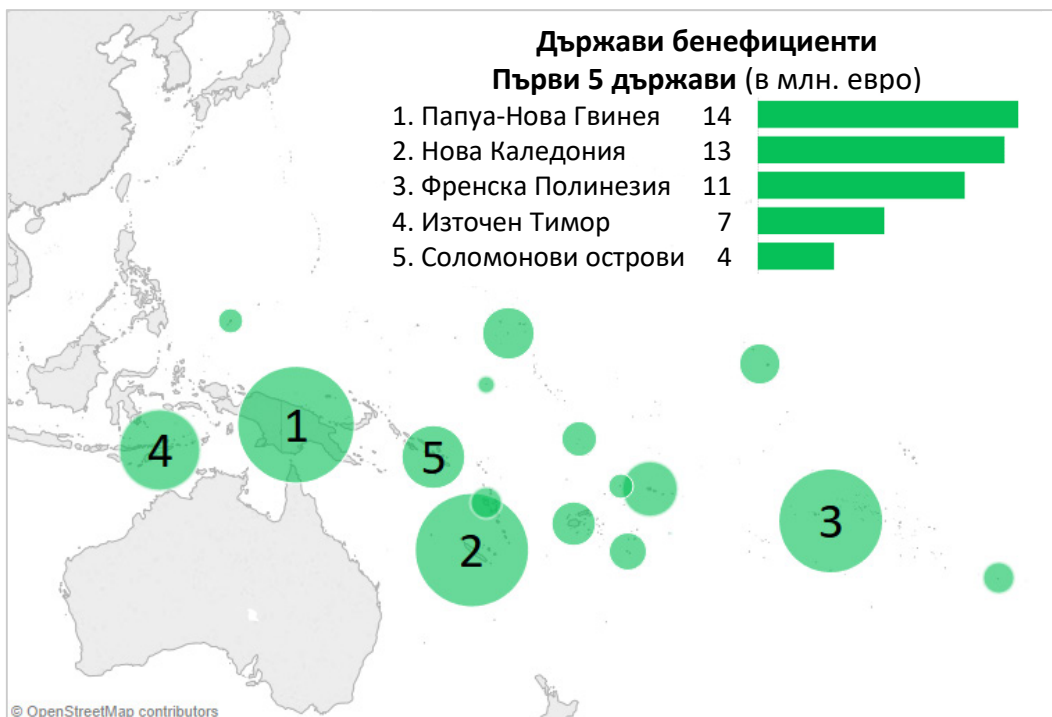 Държави бенефициенти
Първи 5 държави (в млн. евро)
1. Папуа-Нова Гвинея 14
2. Нова Каледония 13
3. Френска Полинезия 11
4. Източен Тимор 7
5. Соломонови острови 4
1
4
5
2
3
© OpenStreetMap contributors